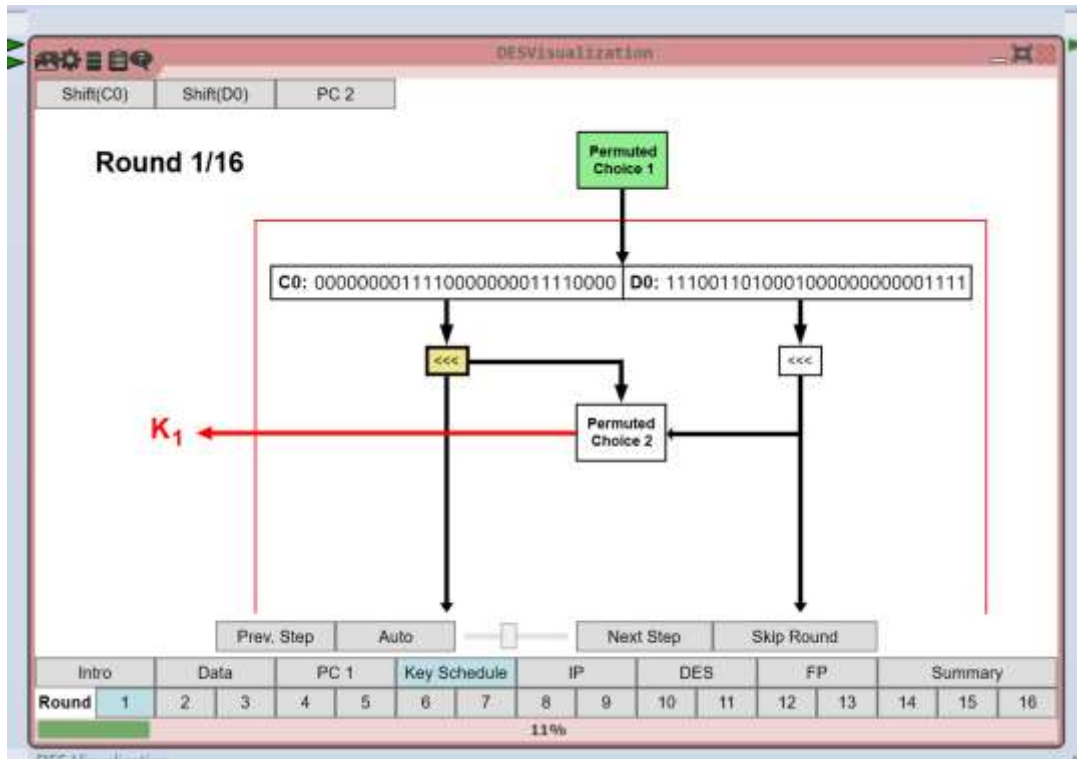 DESVisualization
Shift(C0) Shift(D0) PC 2
Round 1/16
Permuted
Choice 1
C0: 0000000011110000000011110000 D0: 1110011010001000000000001111
<<< <<<
Permuted
Choice 2
K₁
Prev. Step Auto Next Step Skip Round
Intro Data PC 1 Key Schedule IP DES FP Summary
Round 1 2 3 4 5 6 7 8 9 10 11 12 13 14 15 16
11%